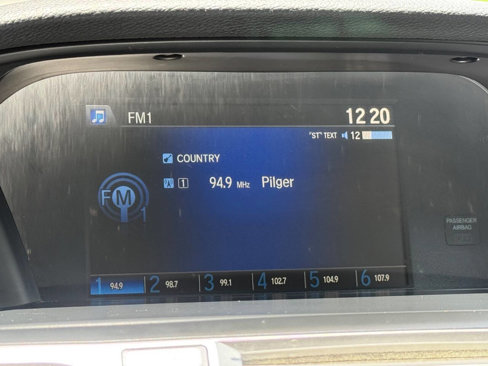 FM1 12 20
"ST" TEXT 12
COUNTRY
FM 1
1 94.9 MHz Pilger
PASSENGER
AIRBAG
1 94.9 2 98.7 3 99.1 4 102.7 5 104.9 6 107.9